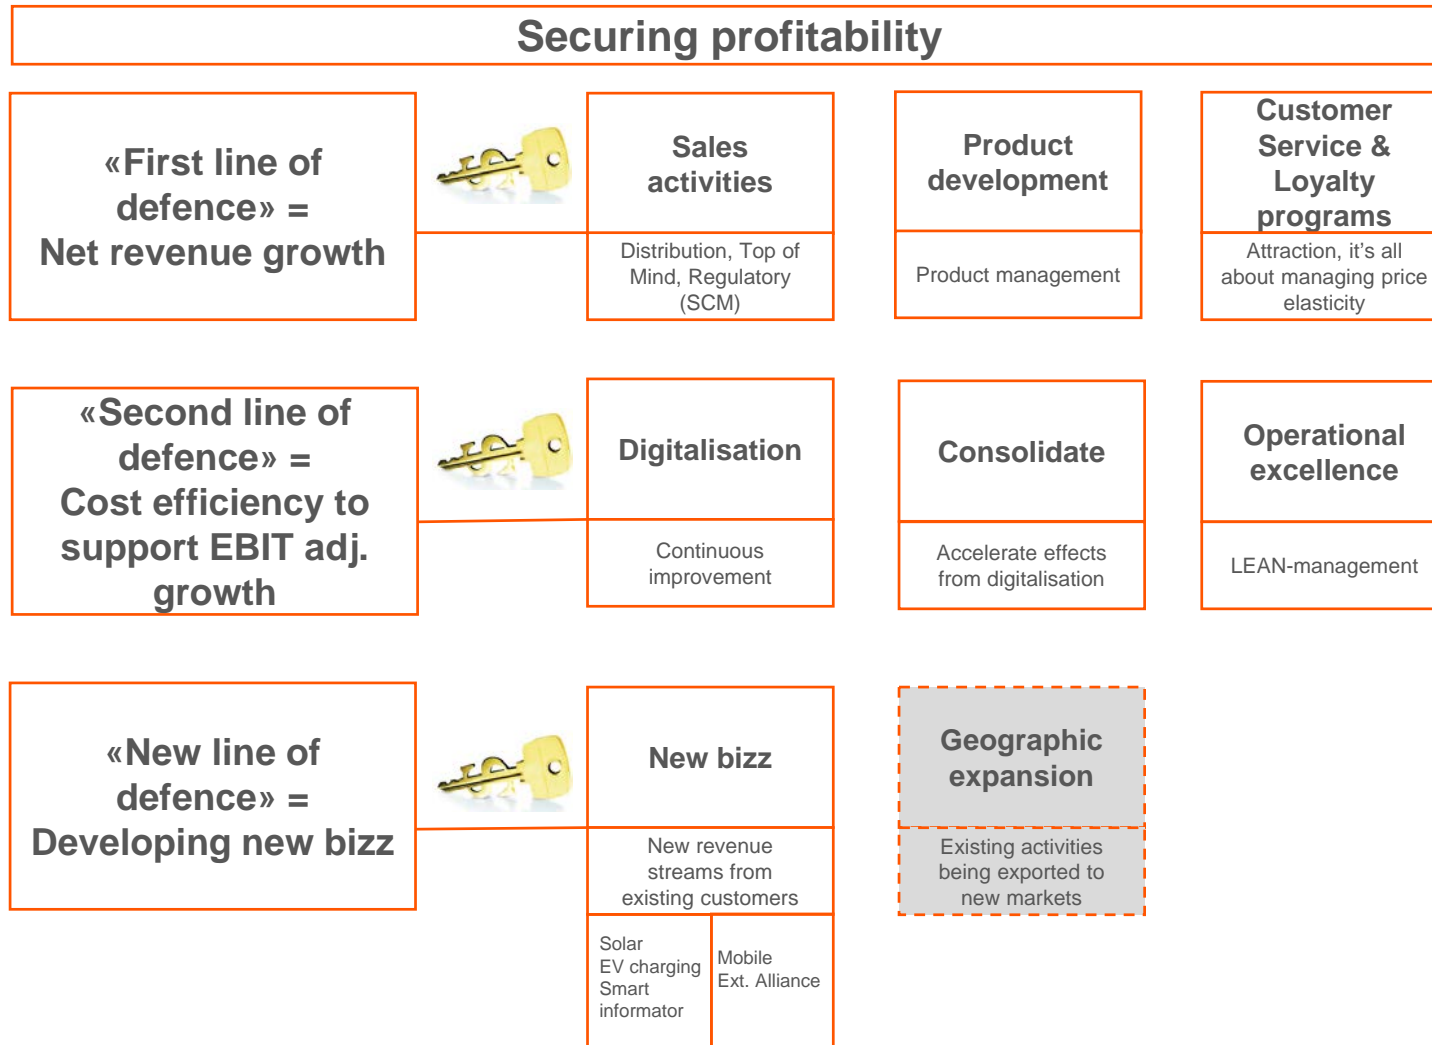 Securing profitability
«First line of
defence» =
Net revenue growth
Sales
activities
Distribution, Top of
Mind, Regulatory
(SCM)
Product
development
Product management
Customer
Service &
Loyalty
programs
Attraction, it's all
about managing price
elasticity
«Second line of
defence» =
Cost efficiency to
support EBIT adj.
growth
Digitalisation
Continuous
improvement
Consolidate
Accelerate effects
from digitalisation
Operational
excellence
LEAN-management
«New line of
defence» =
Developing new bizz
New bizz
New revenue
streams from
existing customers
Solar
EV charging
Smart
informator
Mobile
Ext. Alliance
Geographic
expansion
Existing activities
being exported to
new markets